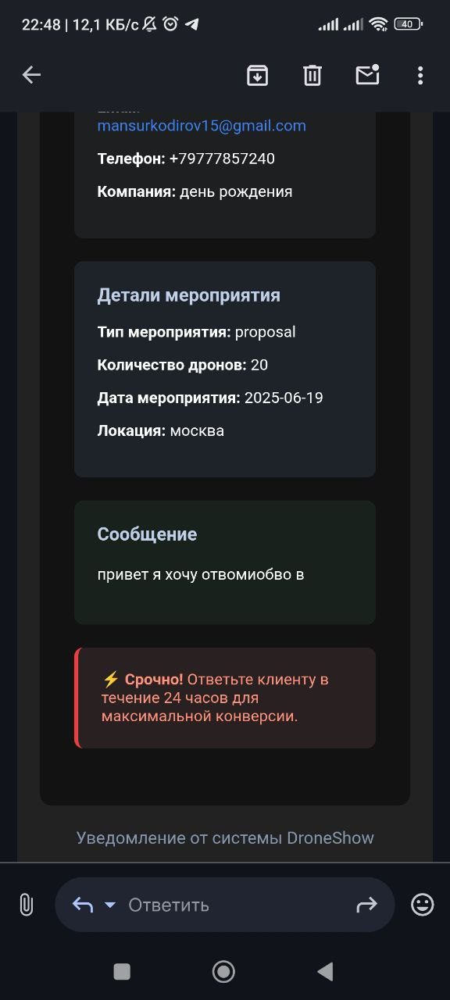 22:48 | 12,1 КБ/с
40
mansurkodirov15@gmail.com
Телефон: +79777857240
Компания: день рождения
Детали мероприятия
Тип мероприятия: proposal
Количество дронов: 20
Дата мероприятия: 2025-06-19
Локация: москва
Сообщение
привет я хочу отвомиобво в
⚡ Срочно! Ответьте клиенту в
течение 24 часов для
максимальной конверсии.
Уведомление от системы DroneShow
Ответить